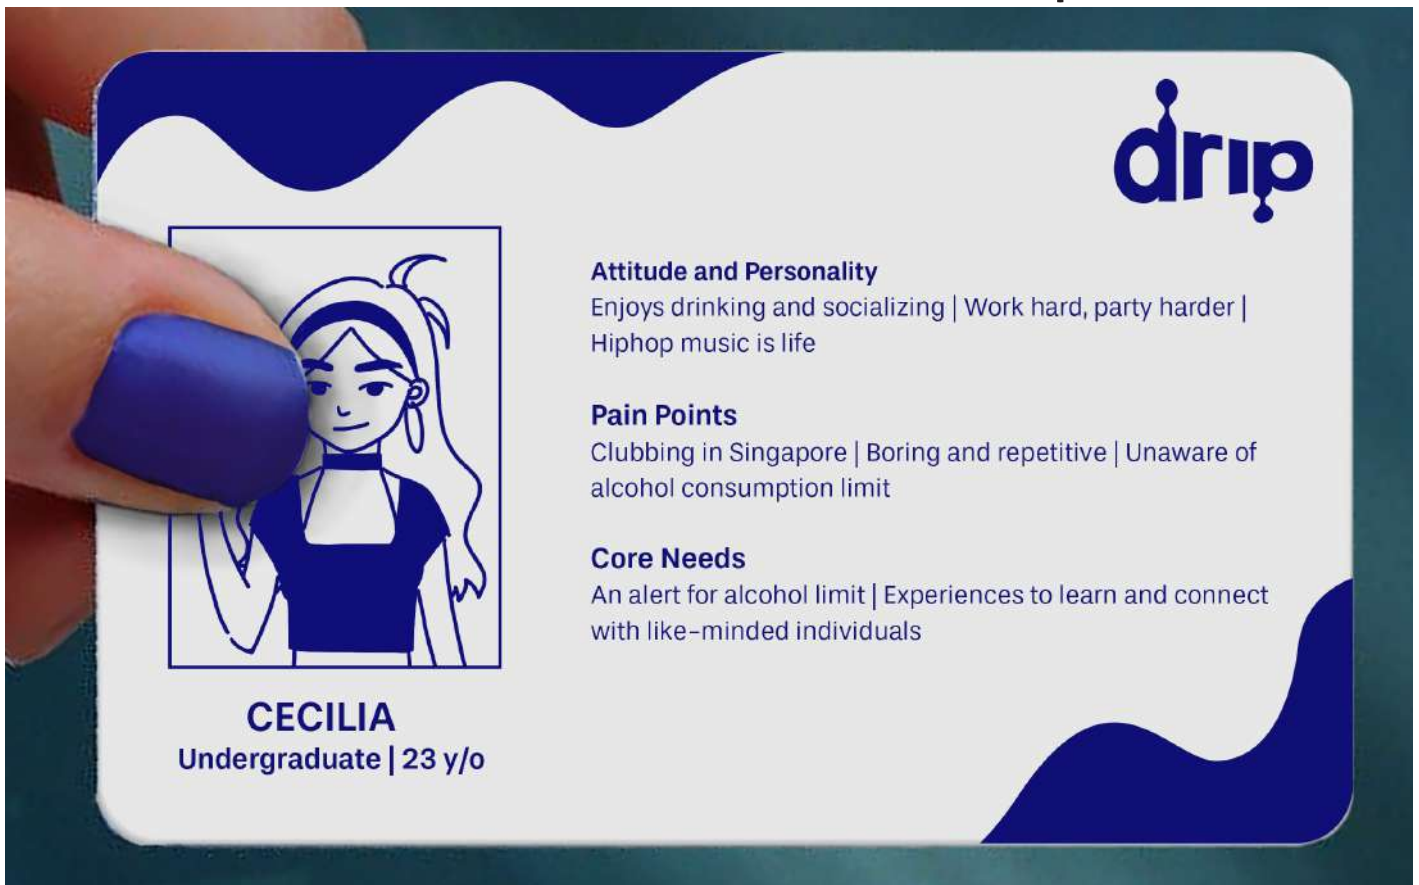 drip
Attitude and Personality
Enjoys drinking and socializing | Work hard, party harder |
Hiphop music is life
Pain Points
Clubbing in Singapore | Boring and repetitive | Unaware of
alcohol consumption limit
Core Needs
An alert for alcohol limit | Experiences to learn and connect
with like-minded individuals
CECILIA
Undergraduate | 23 y/o